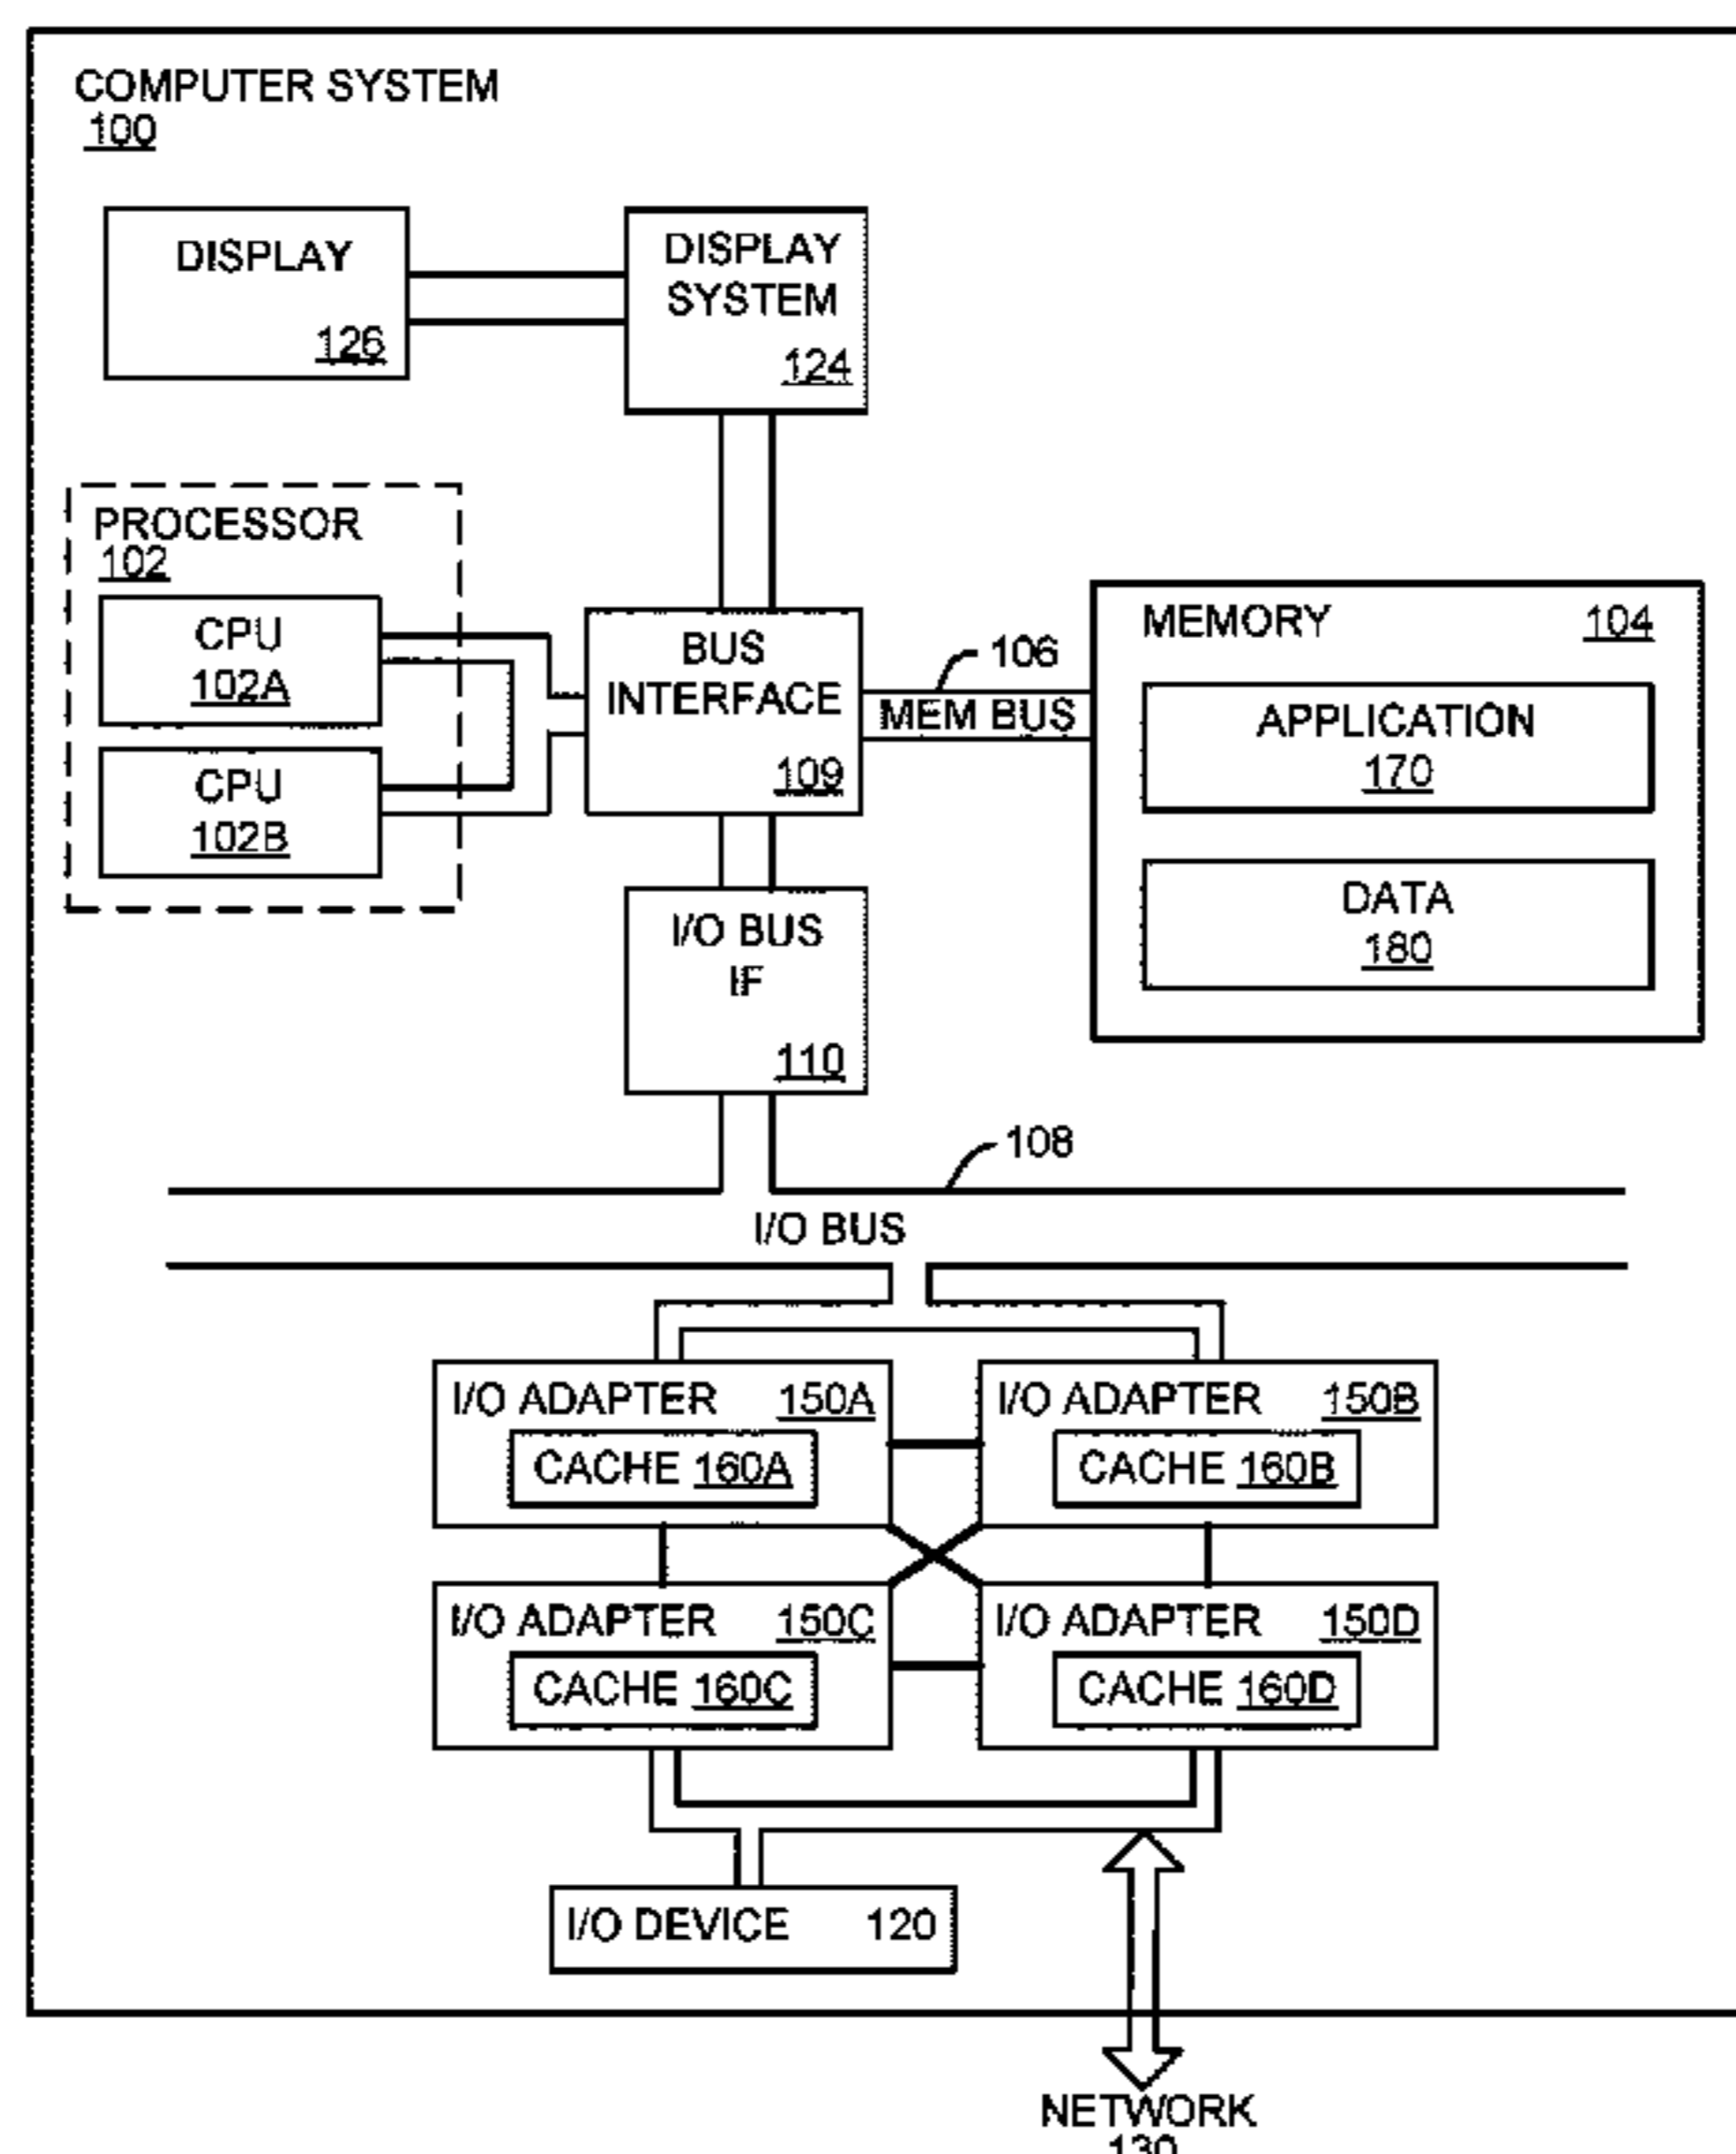 COMPUTER SYSTEM
100
DISPLAY
126
DISPLAY
SYSTEM
124
PROCESSOR
102
CPU
102A
CPU
102B
BUS
INTERFACE
109
106
MEM BUS
MEMORY 104
APPLICATION
170
DATA
180
I/O BUS
IF
110
108
I/O BUS
I/O ADAPTER 150A
CACHE 160A
I/O ADAPTER 150B
CACHE 160B
I/O ADAPTER 150C
CACHE 160C
I/O ADAPTER 150D
CACHE 160D
I/O DEVICE 120
NETWORK
130